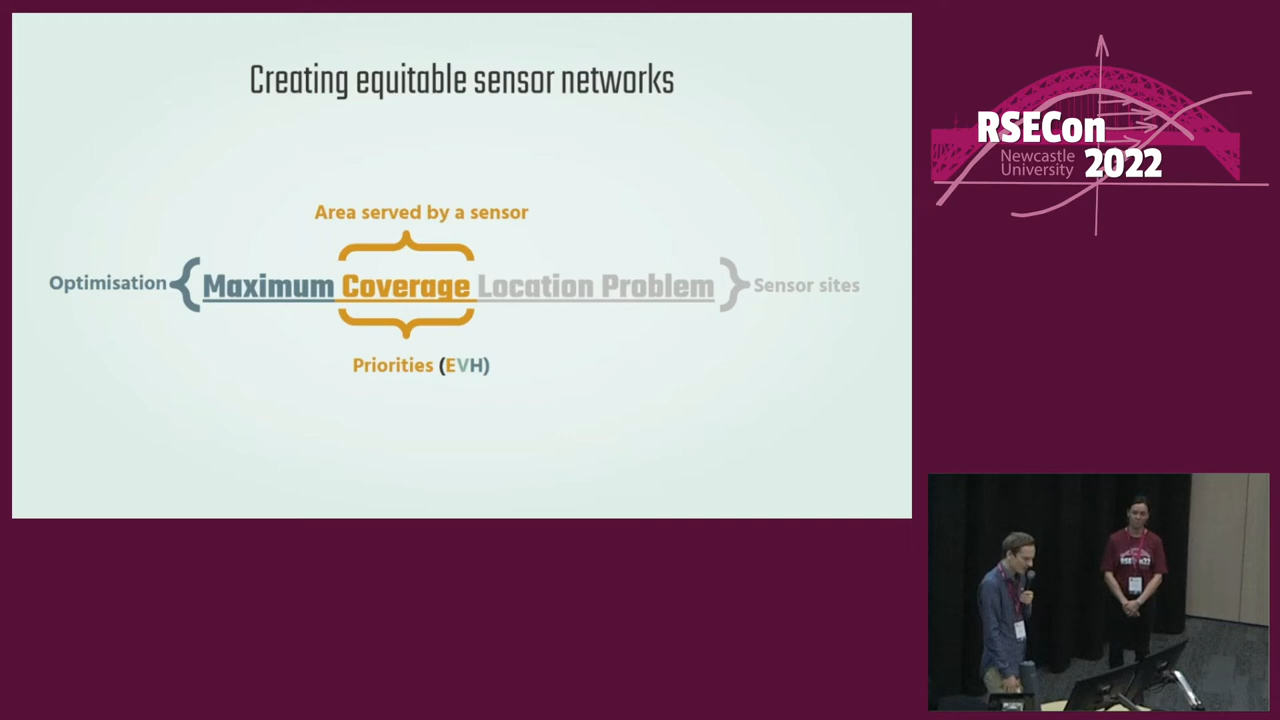 Creating equitable sensor networks
Area served by a sensor
Optimisation
Maximum Coverage Location Problem
Sensor sites
Priorities (EVH)
RSECon
Newcastle
University
2022